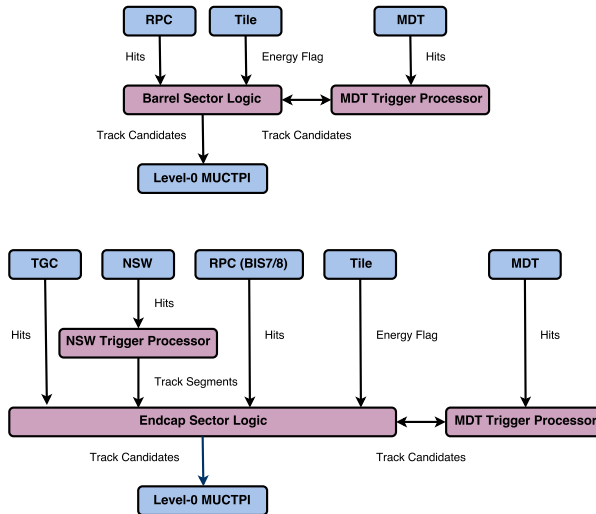 RPC
Tile
MDT
Hits
Energy Flag
Hits
Barrel Sector Logic
MDT Trigger Processor
Track Candidates
Track Candidates
Level-0 MUCTPI
TGC
NSW
RPC (BIS7/8)
Tile
MDT
Hits
Hits
NSW Trigger Processor
Hits
Energy Flag
Hits
Track Segments
Endcap Sector Logic
MDT Trigger Processor
Track Candidates
Track Candidates
Level-0 MUCTPI